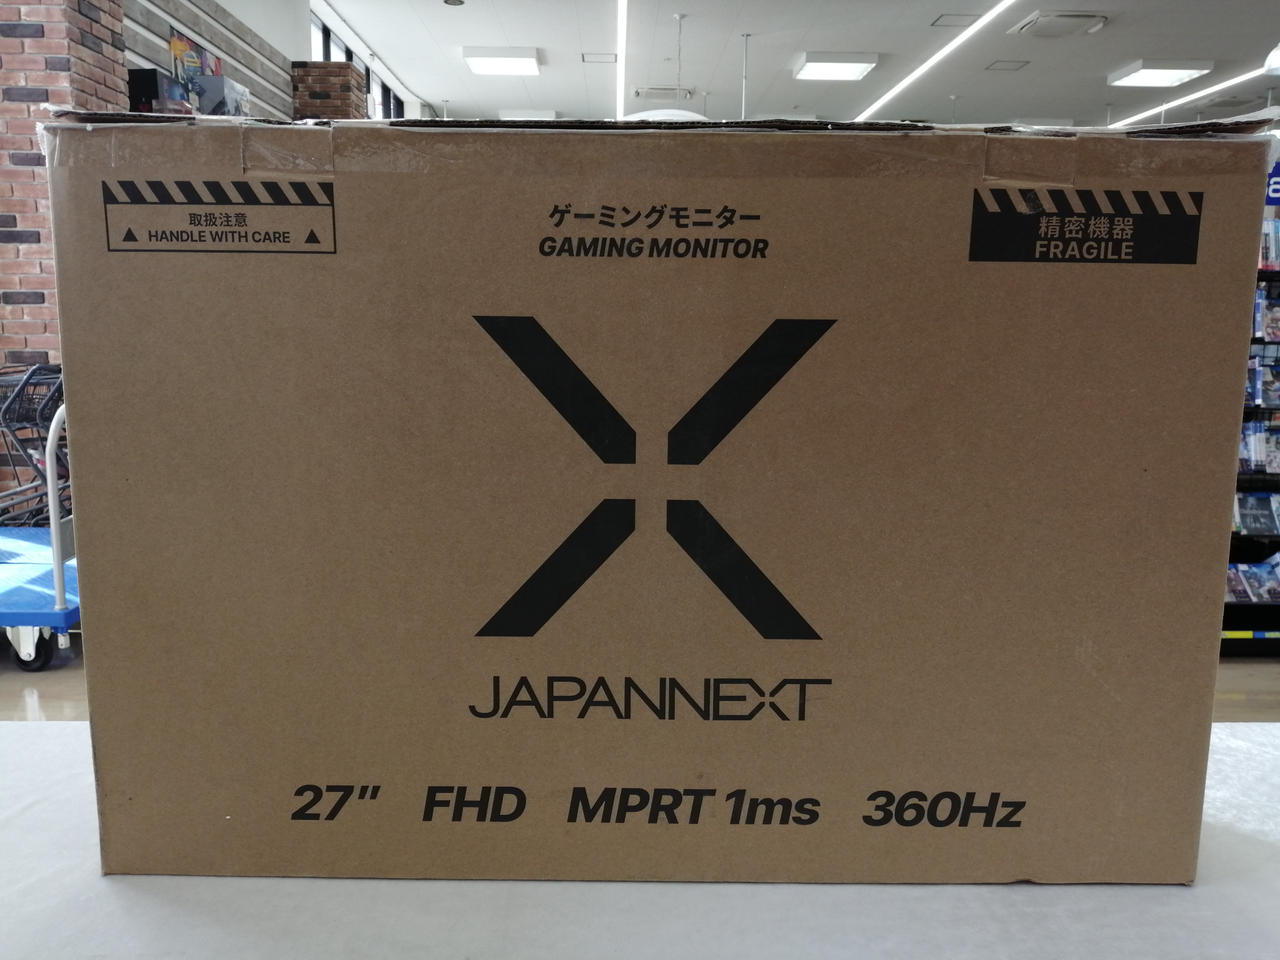 取扱注意
HANDLE WITH CARE
ゲーミングモニター
GAMING MONITOR
精密機器
FRAGILE
JAPANNEXT
27" FHD MPRT 1ms 360Hz